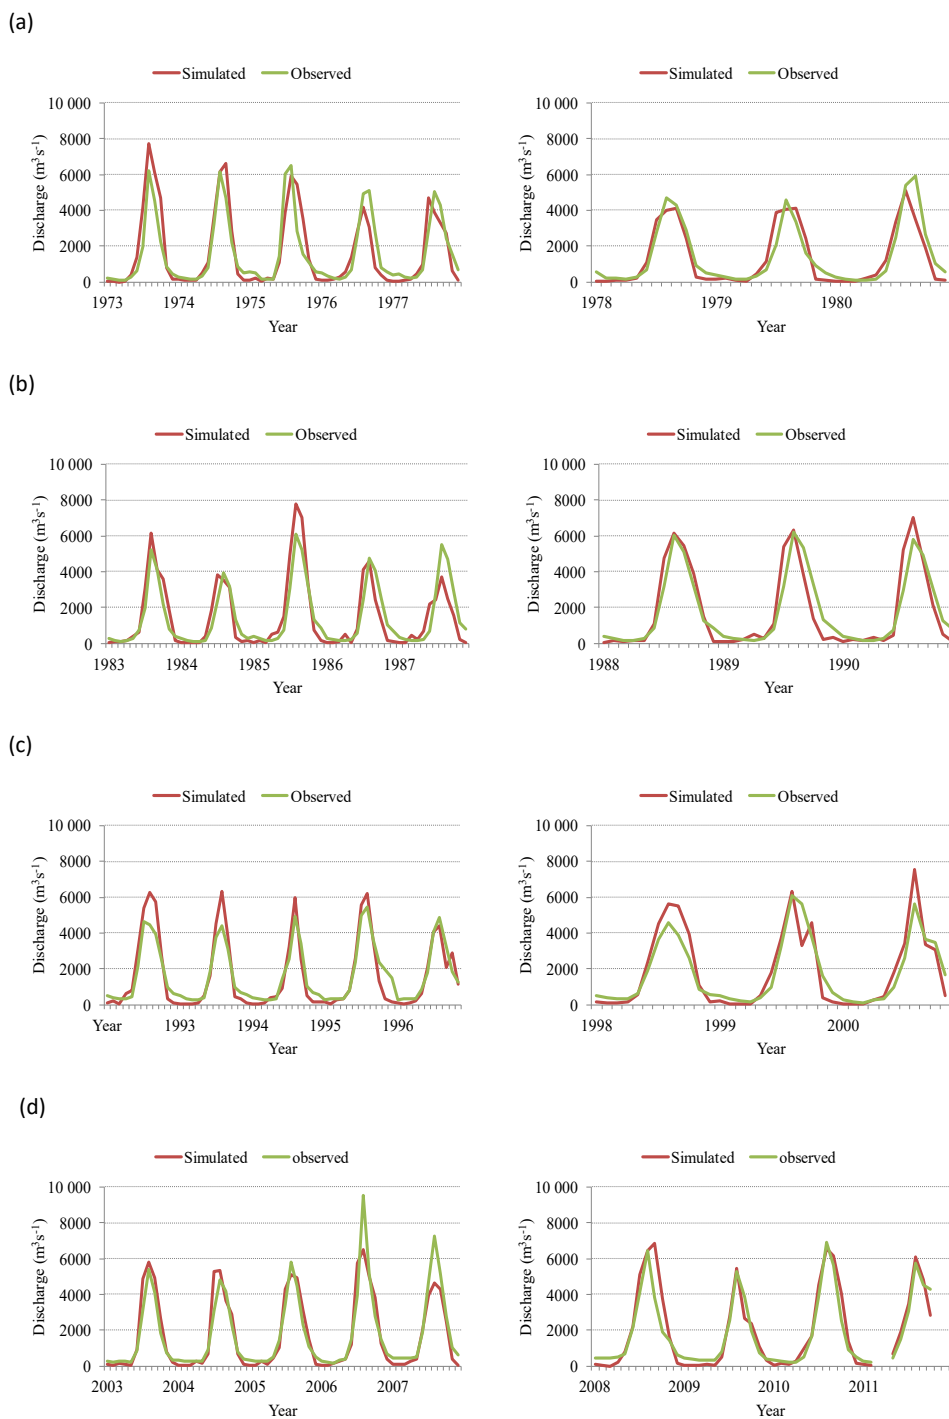 (a)
Simulated Observed
Simulated Observed
Discharge (m³s⁻¹)
10 000
8000
6000
4000
2000
0
1973 1974 1975 1976 1977
Year
Discharge (m³s⁻¹)
10 000
8000
6000
4000
2000
0
1978 1979 1980
Year
(b)
Simulated Observed
Simulated Observed
Discharge (m³s⁻¹)
10 000
8000
6000
4000
2000
0
1983 1984 1985 1986 1987
Year
Discharge (m³s⁻¹)
10 000
8000
6000
4000
2000
0
1988 1989 1990
Year
(c)
Simulated Observed
Simulated Observed
Discharge (m³s⁻¹)
10 000
8000
6000
4000
2000
0
Year 1993 1994 1995 1996
Year
Discharge (m³s⁻¹)
10 000
8000
6000
4000
2000
0
1998 1999 2000
Year
(d)
Simulated observed
Simulated observed
Discharge (m³s⁻¹)
10 000
8000
6000
4000
2000
0
2003 2004 2005 2006 2007
Year
Discharge (m³s⁻¹)
10 000
8000
6000
4000
2000
0
2008 2009 2010 2011
Year